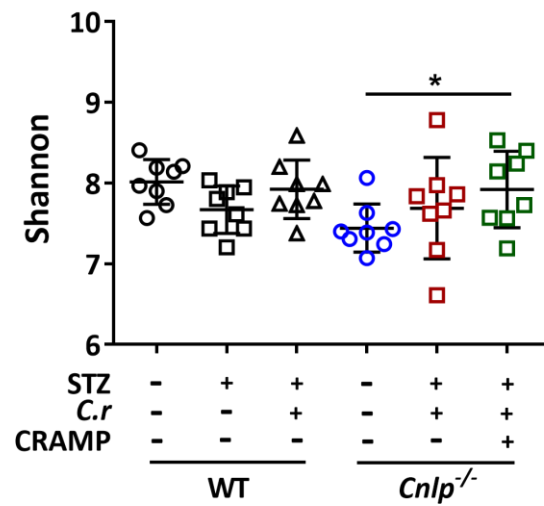 10
*
9
Shannon
8
7
6
STZ - + + - + +
C.r - - + - + +
CRAMP - - - - - +
WT Cnlp-/-